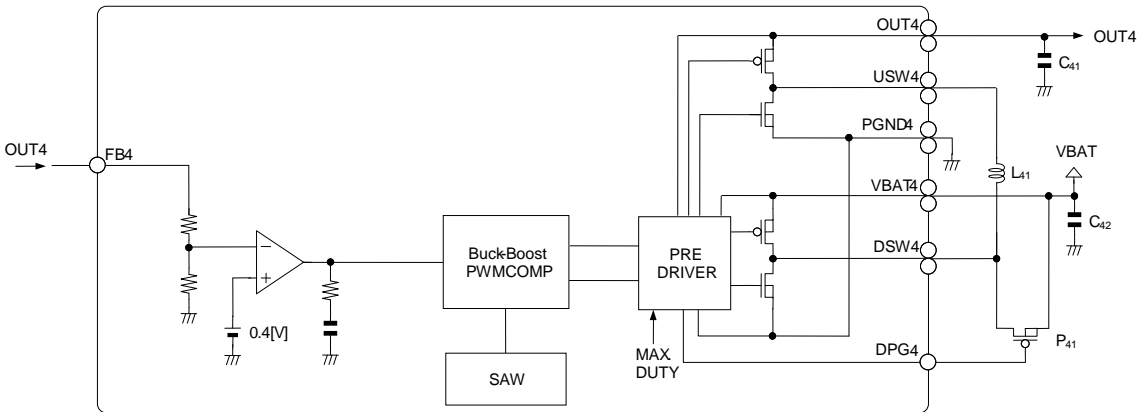 OUT4
OUT4
C41
USW4
PGND4
OUT4
FB4
VBAT
L41
VBAT4
C42
Buck-Boost
PWMCOMP
PRE
DRIVER
DSW4
−
+
0.4[V]
MAX.
DUTY
DPG4
P41
SAW